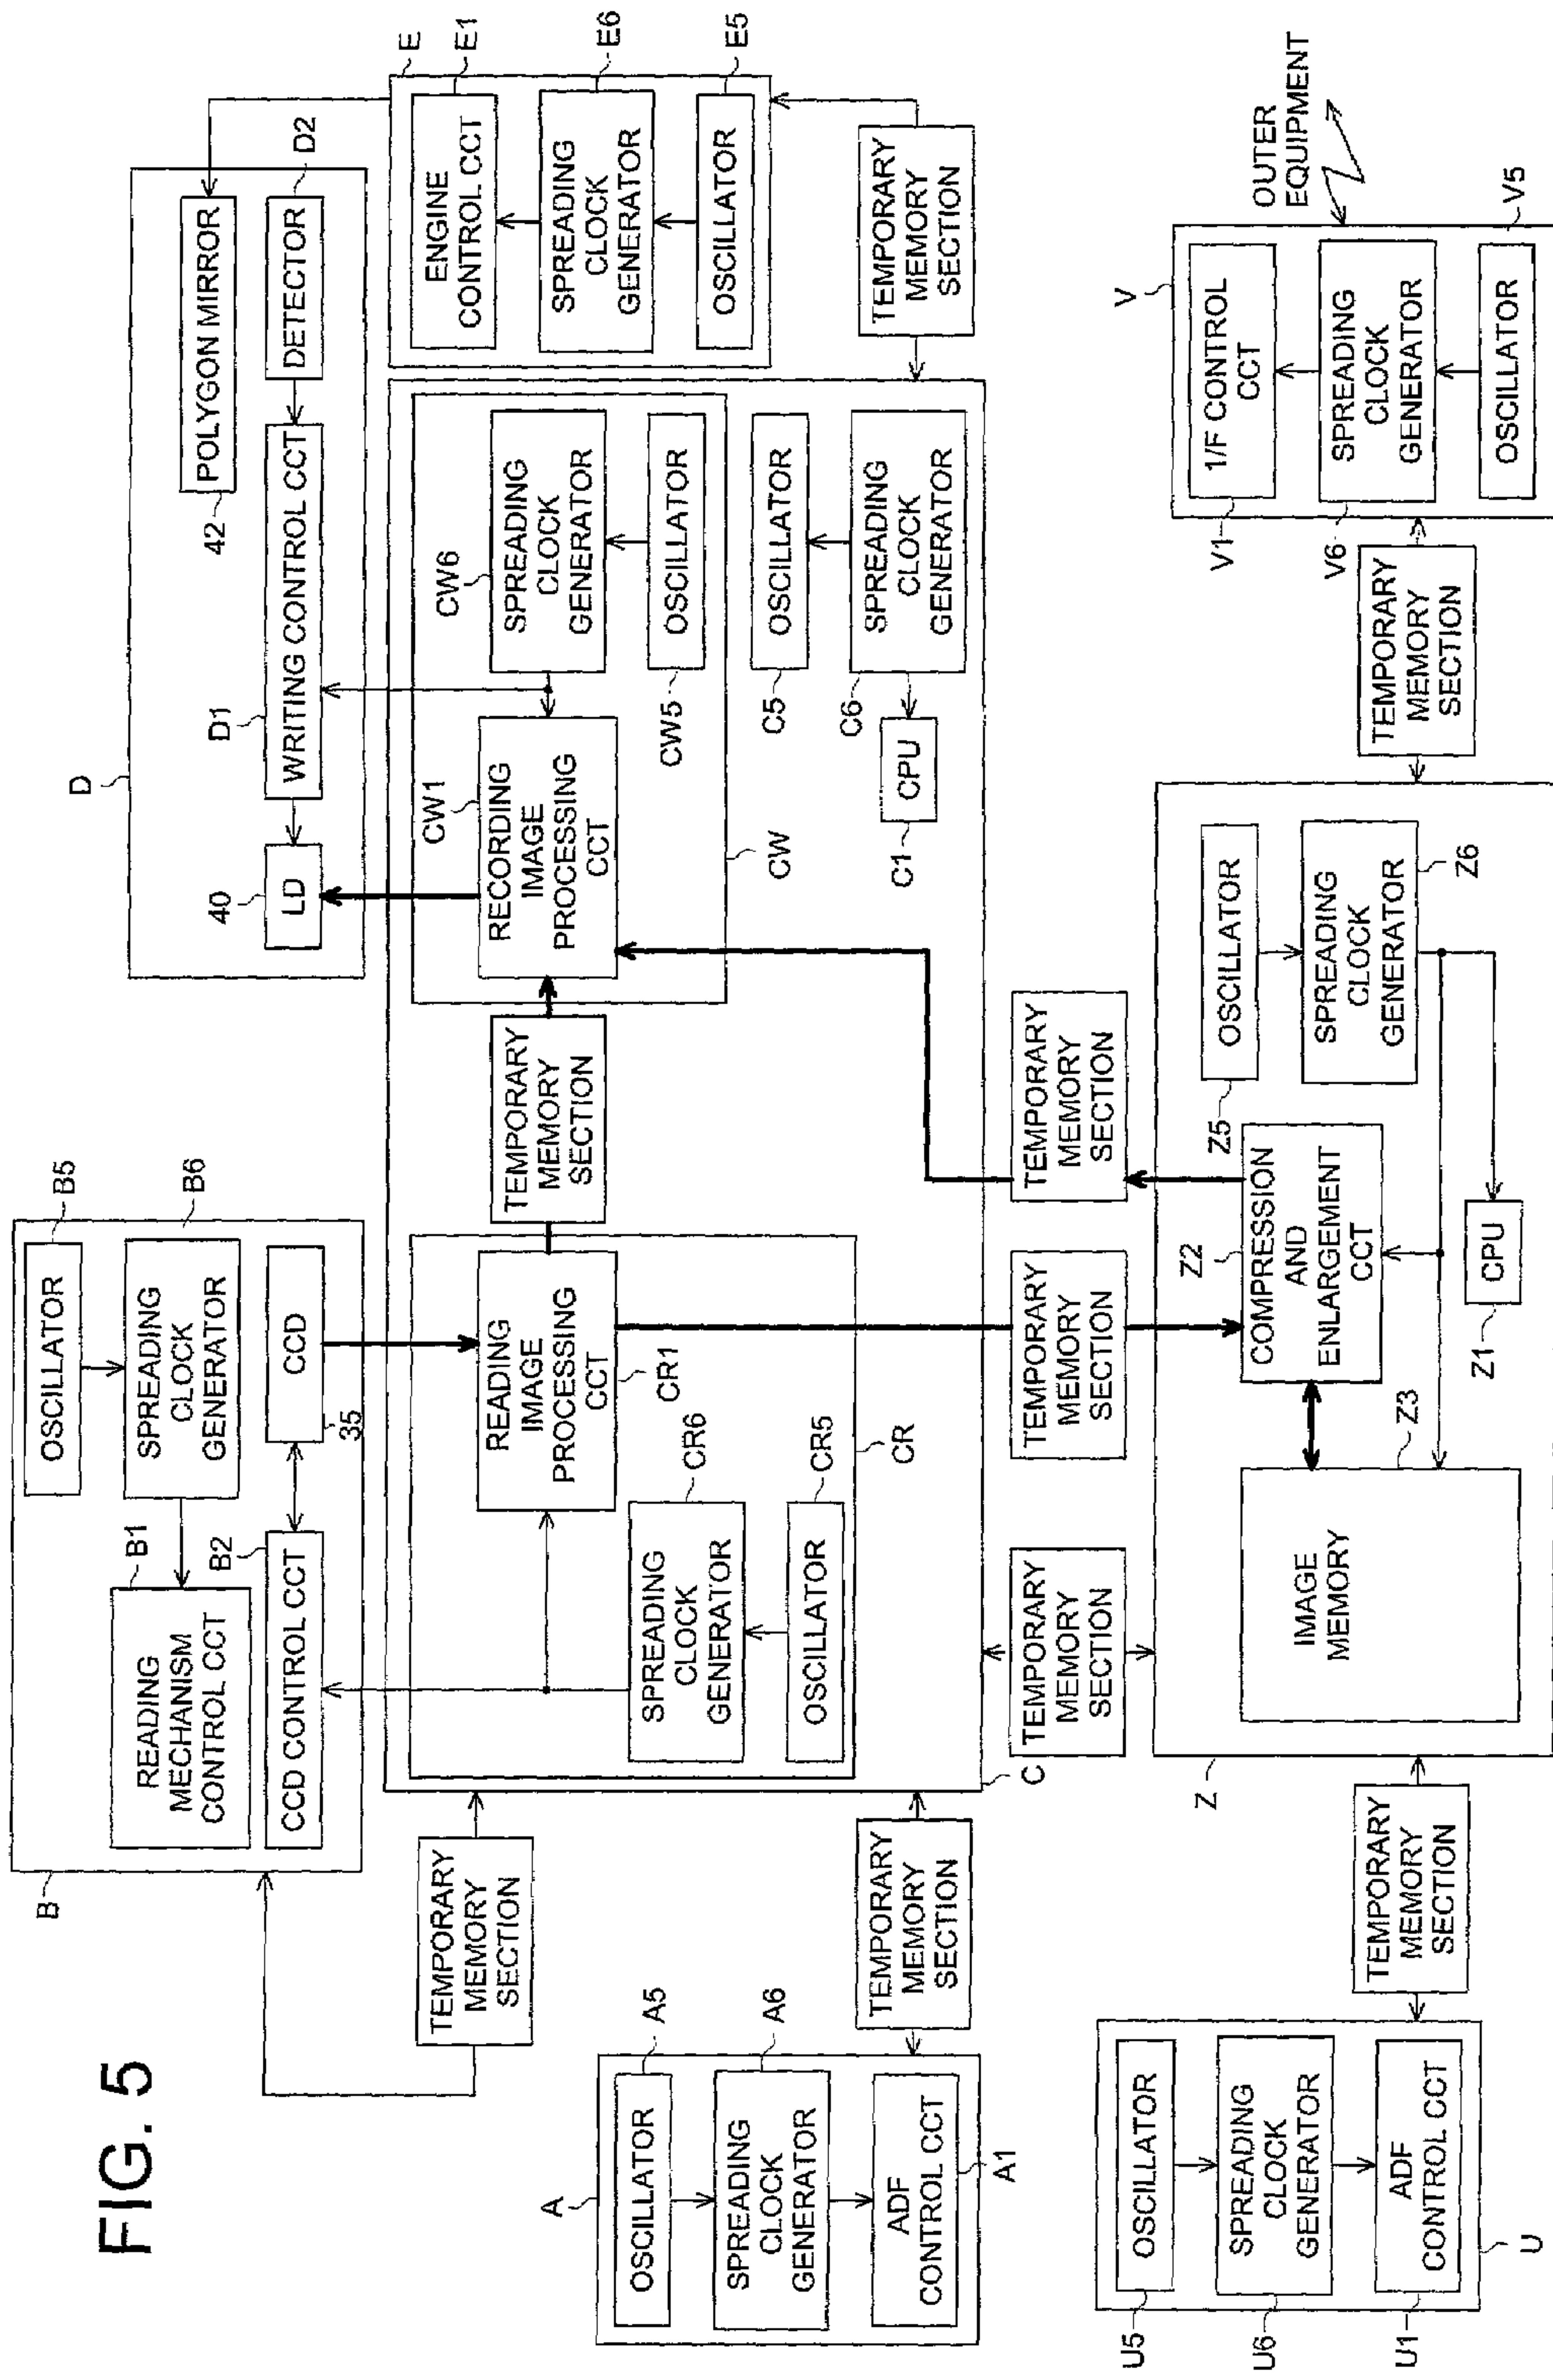 FIG. 5
B
B5
OSCILLATOR
B6
SPREADING
CLOCK
GENERATOR
B1
READING
MECHANISM
CONTROL CCT
B2
CCD CONTROL CCT
CCD
35
D
40
LD
D1
WRITING CONTROL CCT
DETECTOR
D2
42
POLYGON MIRROR
E
E1
ENGINE
CONTROL CCT
E6
SPREADING
CLOCK
GENERATOR
E5
OSCILLATOR
TEMPORARY
MEMORY
SECTION
TEMPORARY
MEMORY
SECTION
READING
IMAGE
PROCESSING
CCT
CR1
CR6
SPREADING
CLOCK
GENERATOR
CR5
OSCILLATOR
CR
C
TEMPORARY
MEMORY
SECTION
CW1
RECORDING
IMAGE
PROCESSING
CCT
CW6
SPREADING
CLOCK
GENERATOR
CW5
OSCILLATOR
CW
C5
OSCILLATOR
C6
SPREADING
CLOCK
GENERATOR
CPU
C1
A
A5
OSCILLATOR
A6
SPREADING
CLOCK
GENERATOR
ADF
CONTROL CCT
A1
TEMPORARY
MEMORY
SECTION
TEMPORARY
MEMORY
SECTION
TEMPORARY
MEMORY
SECTION
TEMPORARY
MEMORY
SECTION
U5
OSCILLATOR
U6
SPREADING
CLOCK
GENERATOR
U1
ADF
CONTROL CCT
U
TEMPORARY
MEMORY
SECTION
Z
IMAGE
MEMORY
Z3
Z2
COMPRESSION
AND
ENLARGEMENT
CCT
Z5
OSCILLATOR
SPREADING
CLOCK
GENERATOR
Z6
Z1
CPU
TEMPORARY
MEMORY
SECTION
V
V1
1/F CONTROL
CCT
V6
SPREADING
CLOCK
GENERATOR
OSCILLATOR
V5
OUTER
EQUIPMENT